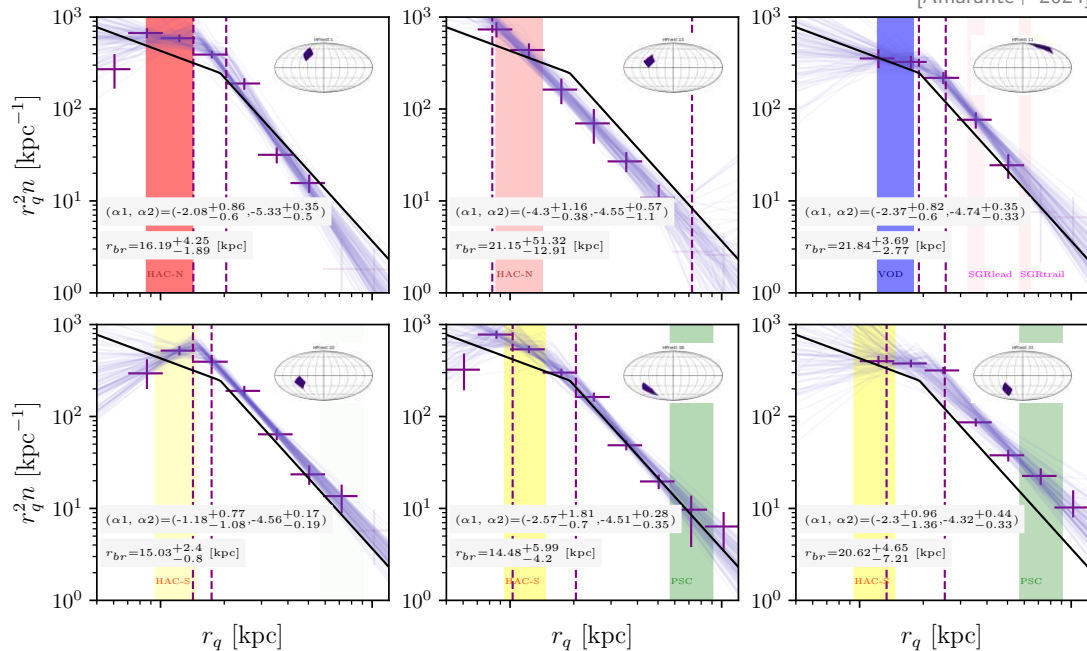 [Amarante+ 2024]
10³
10²
10¹
10⁰
r_q² n [kpc⁻¹]
(α1, α2)=(-2.08+0.86−0.6,-5.33+0.35−0.5)
r_br=16.19+4.25−1.89 [kpc]
HAC-N
(α1, α2)=(-4.3+1.16−0.38,-4.55+0.57−1.1)
r_br=21.15+51.32−12.91 [kpc]
HAC-N
(α1, α2)=(-2.37+0.82−0.6,-4.74+0.35−0.33)
r_br=21.84+3.69−2.77 [kpc]
VOD
SGRlead
SGRtrail
10³
10²
10¹
10⁰
r_q² n [kpc⁻¹]
(α1, α2)=(-1.18+0.77−1.08,-4.56+0.17−0.19)
r_br=15.03+2.4−0.8 [kpc]
HAC-S
(α1, α2)=(-2.57+1.81−0.7,-4.51+0.28−0.35)
r_br=14.48+5.99−4.2 [kpc]
HAC-S
PSC
(α1, α2)=(-2.3+0.96−1.36,-4.32+0.44−0.33)
r_br=20.62+4.65−7.21 [kpc]
HAC-S
PSC
r_q [kpc]
r_q [kpc]
r_q [kpc]